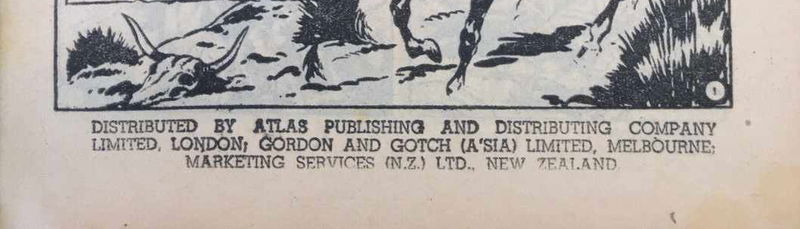 1
DISTRIBUTED BY ATLAS PUBLISHING AND DISTRIBUTING COMPANY
LIMITED, LONDON; GORDON AND GOTCH (A'SIA) LIMITED, MELBOURNE;
MARKETING SERVICES (N.Z.) LTD., NEW ZEALAND